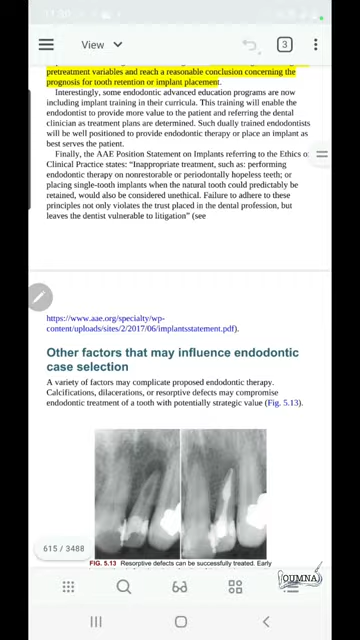 View
3
pretreatment variables and reach a reasonable conclusion concerning the
prognosis for tooth retention or implant placement.
Interestingly, some endodontic advanced education programs are now
including implant training in their curricula. This training will enable the
endodontist to provide more value to the patient and referring the dental
clinician as treatment plans are determined. Such dually trained endodontists
will be well positioned to provide endodontic therapy or place an implant as
best serves the patient.
Finally, the AAE Position Statement on Implants referring to the Ethics of
Clinical Practice states: “Inappropriate treatment, such as: performing
endodontic therapy on nonrestorable or periodontally hopeless teeth; or
placing single-tooth implants when the natural tooth could predictably be
retained, would also be considered unethical. Failure to adhere to these
principles not only violates the trust placed in the dental profession, but
leaves the dentist vulnerable to litigation” (see
https://www.aae.org/specialty/wp-
content/uploads/sites/2/2017/06/implantsstatement.pdf).
Other factors that may influence endodontic
case selection
A variety of factors may complicate proposed endodontic therapy.
Calcifications, dilacerations, or resorptive defects may compromise
endodontic treatment of a tooth with potentially strategic value (Fig. 5.13).
615 / 3488
FIG. 5.13 Resorptive defects can be successfully treated. Early
OUMNA